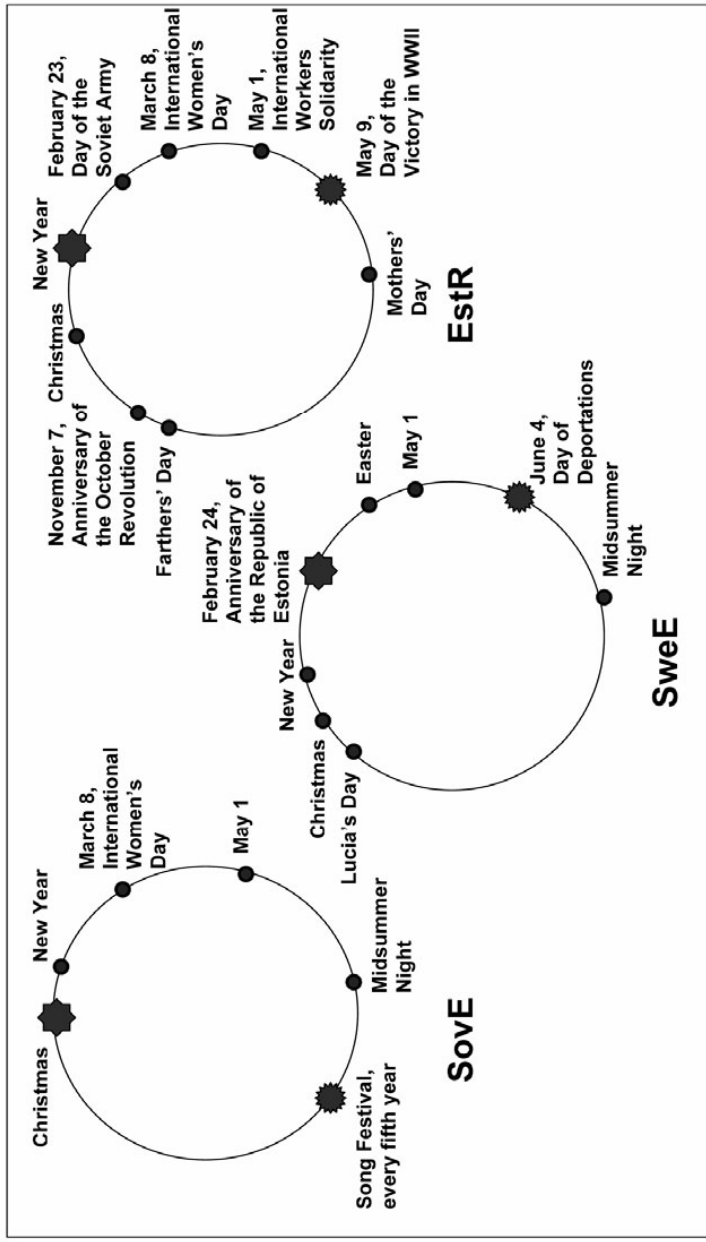 Christmas
New Year
March 8,
International
Women's
Day
May 1
Midsummer
Night
Song Festival,
every fifth year
SovE
Lucia's Day
Christmas
New Year
February 24,
Anniversary of
the Republic of
Estonia
Easter
May 1
June 4,
Day of
Deportations
Midsummer
Night
SweE
Farthers' Day
November 7,
Anniversary of
the October
Revolution
Christmas
New Year
February 23,
Day of the
Soviet Army
March 8,
International
Women's
Day
May 1,
International
Workers
Solidarity
May 9,
Day of the
Victory in WWII
Mothers'
Day
EstR